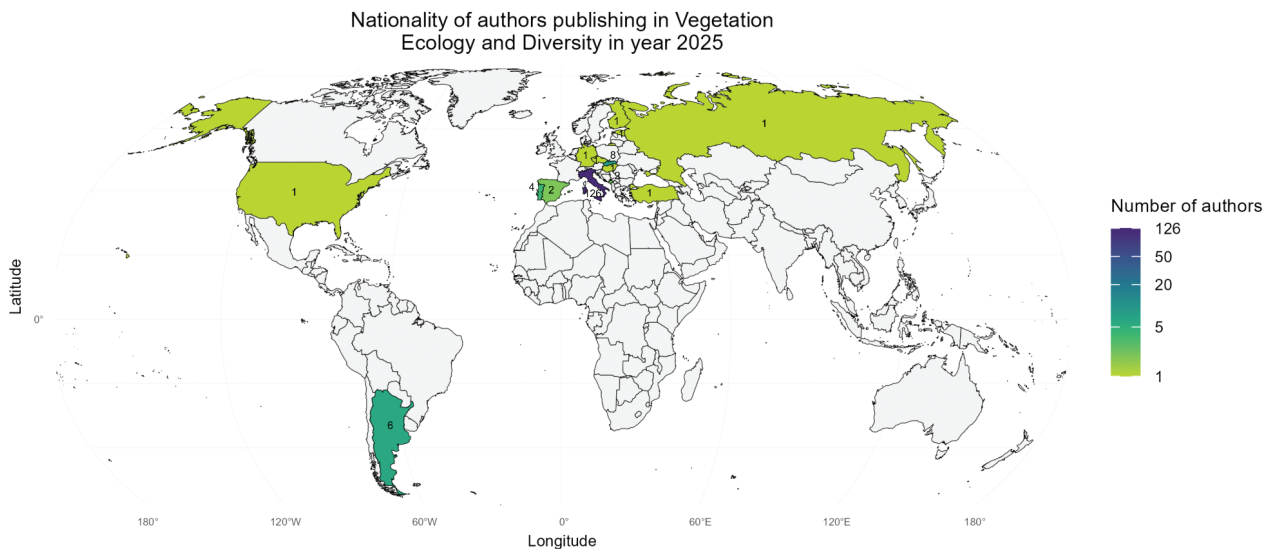 Nationality of authors publishing in Vegetation
Ecology and Diversity in year 2025
Latitude
0°
1
1
1
1
8
4
2
1
6
180°
120°W
60°W
0°
60°E
120°E
180°
Longitude
Number of authors
126
50
20
5
1